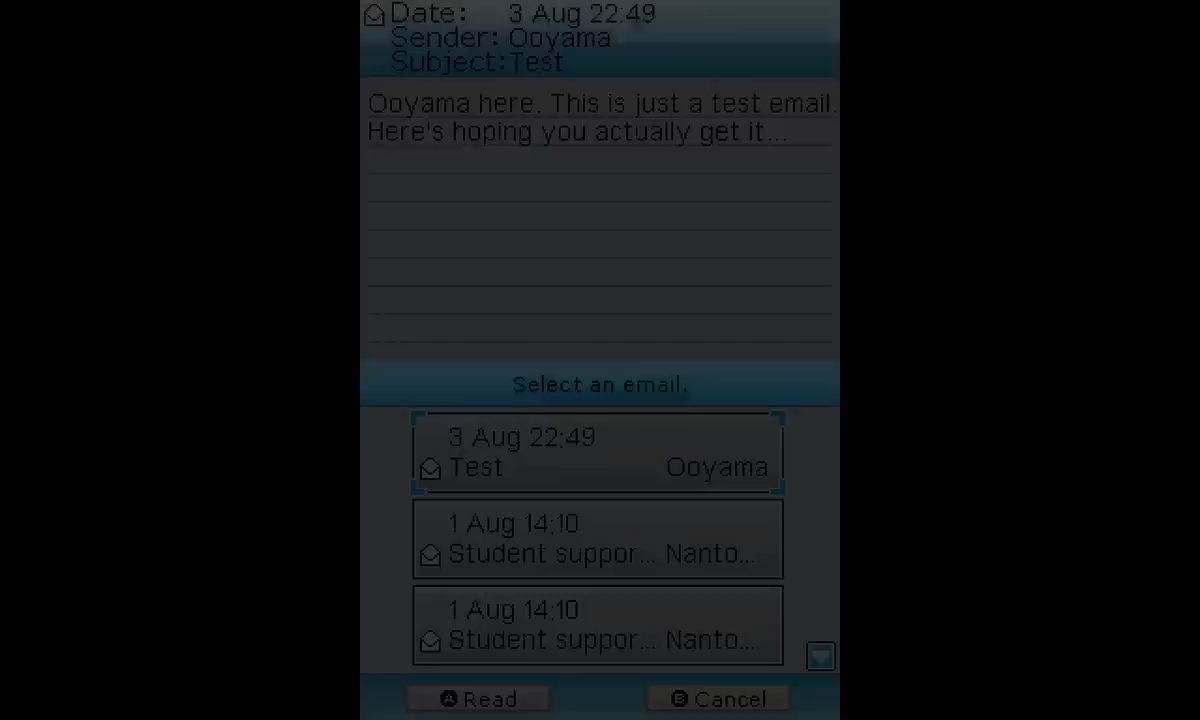 Date: 3 Aug 22:49
Sender: Ooyama
Subject: Test
Ooyama here. This is just a test email.
Here's hoping you actually get it...
Select an email.
3 Aug 22:49
Test Ooyama
1 Aug 14:10
Student suppor... Nanto...
1 Aug 14:10
Student suppor... Nanto...
A Read B Cancel